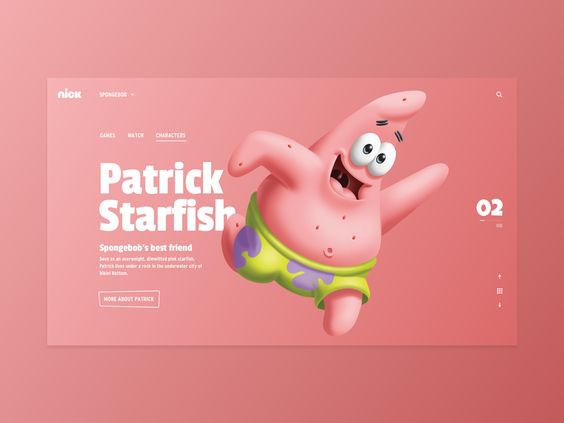 nick
SPONGEBOB
GAMES
WATCH
CHARACTERS
Patrick
Starfish
Spongebob's best friend
Seen as an overweight, dimwitted pink starfish,
Patrick lives under a rock in the underwater city of
Bikini Bottom.
MORE ABOUT PATRICK
02